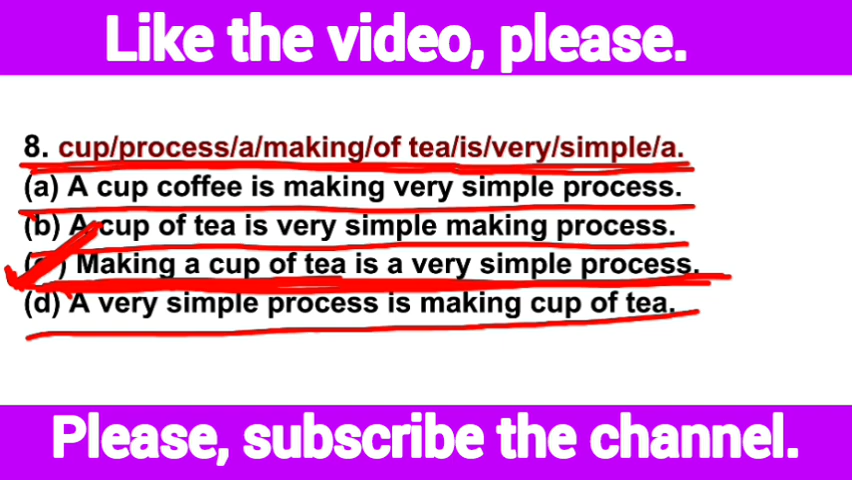 Like the video, please.
8. cup/process/a/making/of tea/is/very/simple/a.
(a) A cup coffee is making very simple process.
(b) A cup of tea is very simple making process.
Making a cup of tea is a very simple process.
(d) A very simple process is making cup of tea.
Please, subscribe the channel.